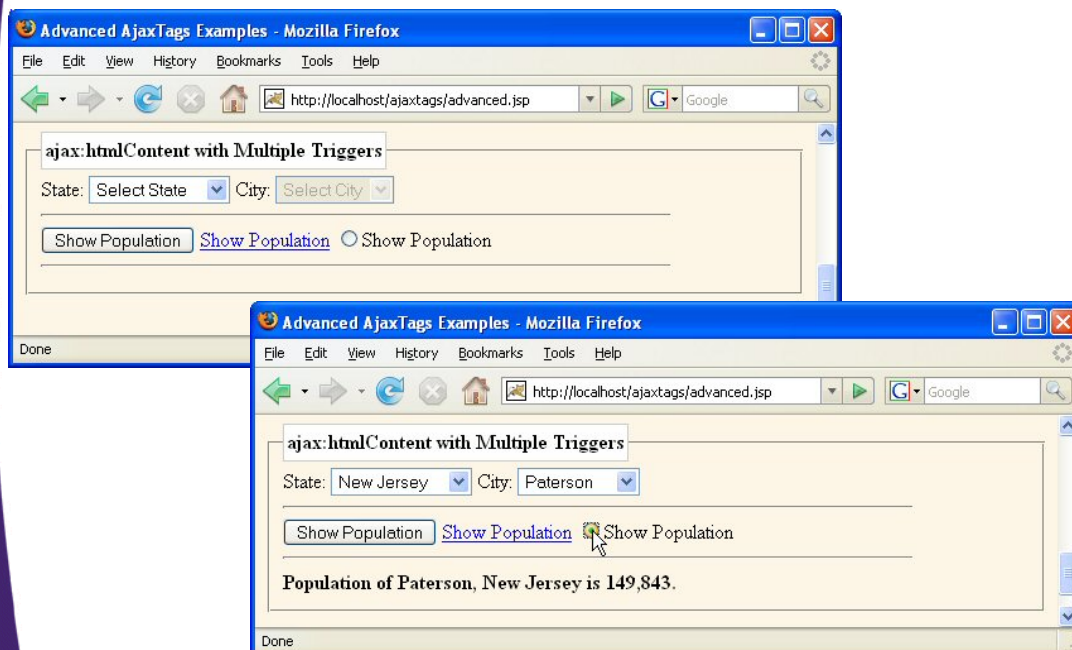 Advanced AjaxTags Examples - Mozilla Firefox
File Edit View History Bookmarks Tools Help
http://localhost/ajaxtags/advanced.jsp G Google
ajax:htmlContent with Multiple Triggers
State: Select State City: Select City
Show Population Show Population Show Population
Done
Advanced AjaxTags Examples - Mozilla Firefox
File Edit View History Bookmarks Tools Help
http://localhost/ajaxtags/advanced.jsp G Google
ajax:htmlContent with Multiple Triggers
State: New Jersey City: Paterson
Show Population Show Population Show Population
Population of Paterson, New Jersey is 149,843.
Done